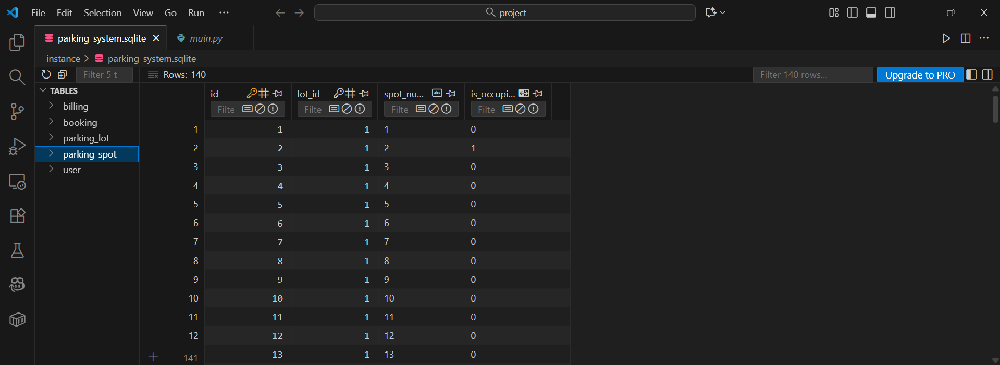 File Edit Selection View Go Run ··· project
parking_system.sqlite main.py
instance > parking_system.sqlite
Filter 5 t Rows: 140 Filter 140 rows... Upgrade to PRO
TABLES
billing
booking
parking_lot
parking_spot
user
id lot_id spot_nu... is_occupi...
Filte Filte Filte Filte
1 1 1 1 0
2 2 1 2 1
3 3 1 3 0
4 4 1 4 0
5 5 1 5 0
6 6 1 6 0
7 7 1 7 0
8 8 1 8 0
9 9 1 9 0
10 10 1 10 0
11 11 1 11 0
12 12 1 12 0
13 1 13 0
141